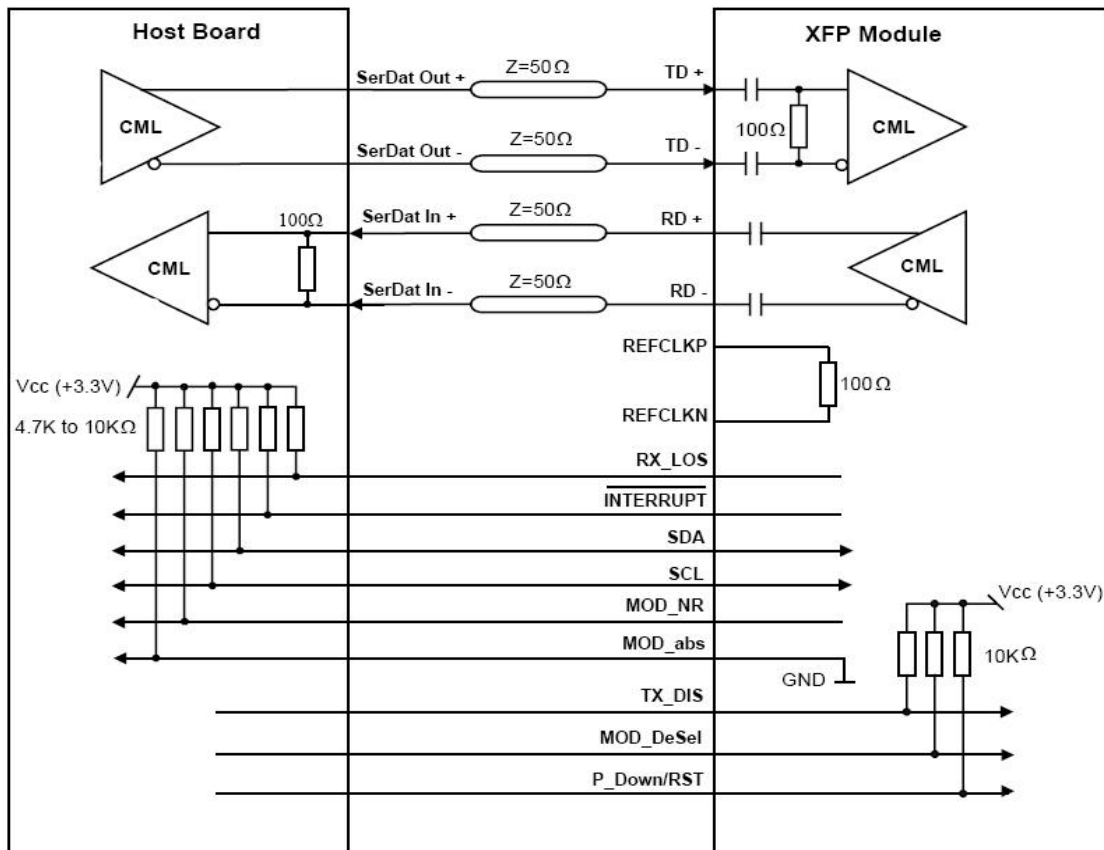 Host Board
XFP Module
SerDat Out +
Z=50Ω
TD +
CML
100Ω
CML
SerDat Out -
Z=50Ω
TD -
100Ω
SerDat In +
Z=50Ω
RD +
CML
CML
SerDat In -
Z=50Ω
RD -
REFCLKP
Vcc (+3.3V)
100Ω
4.7K to 10KΩ
REFCLKN
RX_LOS
INTERRUPT
SDA
SCL
Vcc (+3.3V)
MOD_NR
MOD_abs
10KΩ
GND
TX_DIS
MOD_DeSel
P_Down/RST